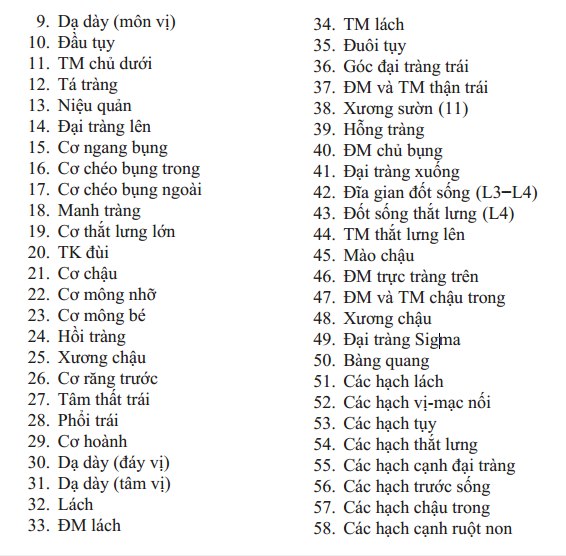 9. Dạ dày (môn vị)
10. Đầu tụy
11. TM chủ dưới
12. Tá tràng
13. Niệu quản
14. Đại tràng lên
15. Cơ ngang bụng
16. Cơ chéo bụng trong
17. Cơ chéo bụng ngoài
18. Manh tràng
19. Cơ thắt lưng lớn
20. TK đùi
21. Cơ chậu
22. Cơ mông nhỡ
23. Cơ mông bé
24. Hồi tràng
25. Xương chậu
26. Cơ răng trước
27. Tâm thất trái
28. Phổi trái
29. Cơ hoành
30. Dạ dày (đáy vị)
31. Dạ dày (tâm vị)
32. Lách
33. ĐM lách
34. TM lách
35. Đuôi tụy
36. Góc đại tràng trái
37. ĐM và TM thận trái
38. Xương sườn (11)
39. Hỗng tràng
40. ĐM chủ bụng
41. Đại tràng xuống
42. Đĩa gian đốt sống (L3–L4)
43. Đốt sống thắt lưng (L4)
44. TM thắt lưng lên
45. Mào chậu
46. ĐM trực tràng trên
47. ĐM và TM chậu trong
48. Xương chậu
49. Đại tràng Sigma
50. Bàng quang
51. Các hạch lách
52. Các hạch vị-mạc nối
53. Các hạch tụy
54. Các hạch thắt lưng
55. Các hạch cạnh đại tràng
56. Các hạch trước sống
57. Các hạch chậu trong
58. Các hạch cạnh ruột non